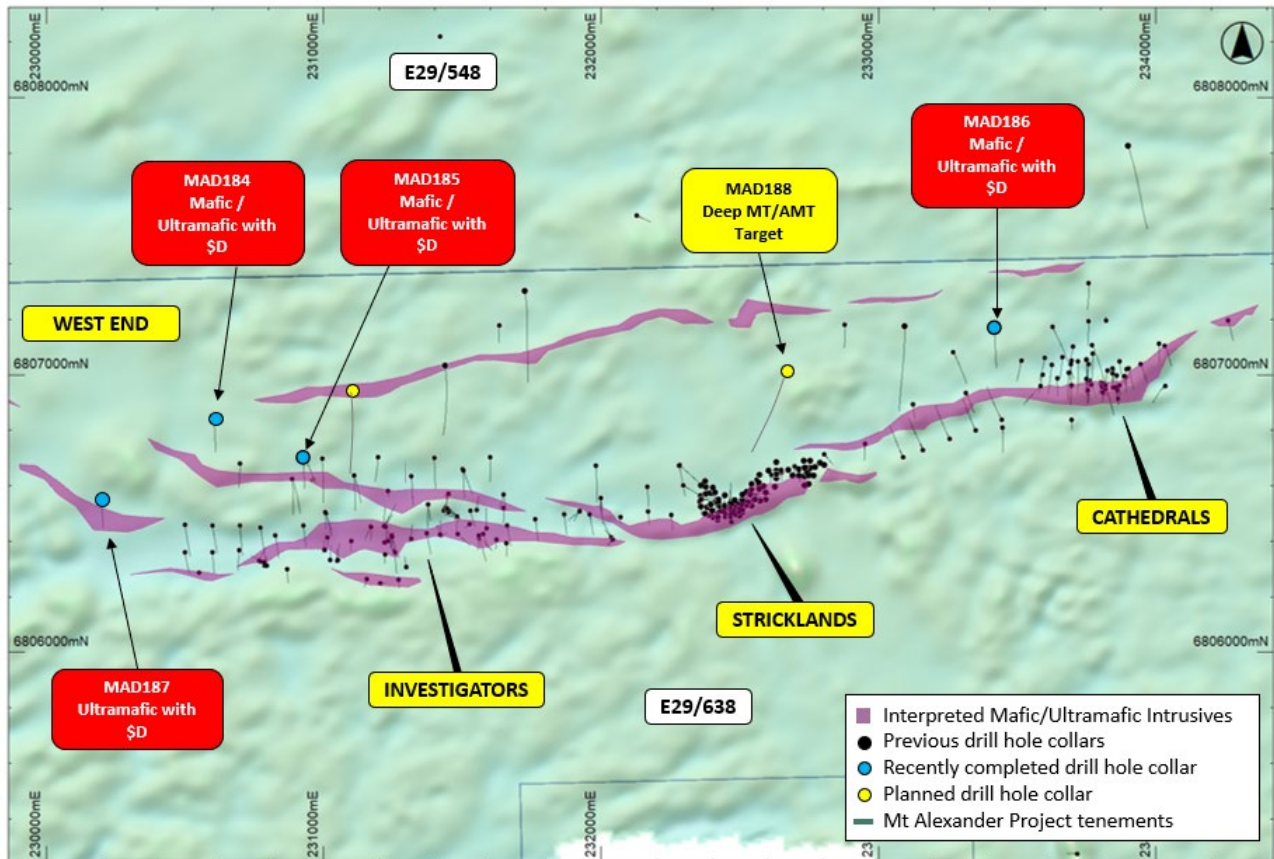 230000mE
231000mE
232000mE
233000mE
234000mE
E29/548
6808000mN
6808000mN
MAD184
Mafic /
Ultramafic with
$D
MAD185
Mafic /
Ultramafic with
$D
MAD188
Deep MT/AMT
Target
MAD186
Mafic /
Ultramafic with
$D
WEST END
6807000mN
6807000mN
CATHEDRALS
STRICKLANDS
6806000mN
6806000mN
MAD187
Ultramafic with
$D
INVESTIGATORS
E29/638
Interpreted Mafic/Ultramafic Intrusives
Previous drill hole collars
Recently completed drill hole collar
Planned drill hole collar
Mt Alexander Project tenements
230000mE
231000mE
232000mE